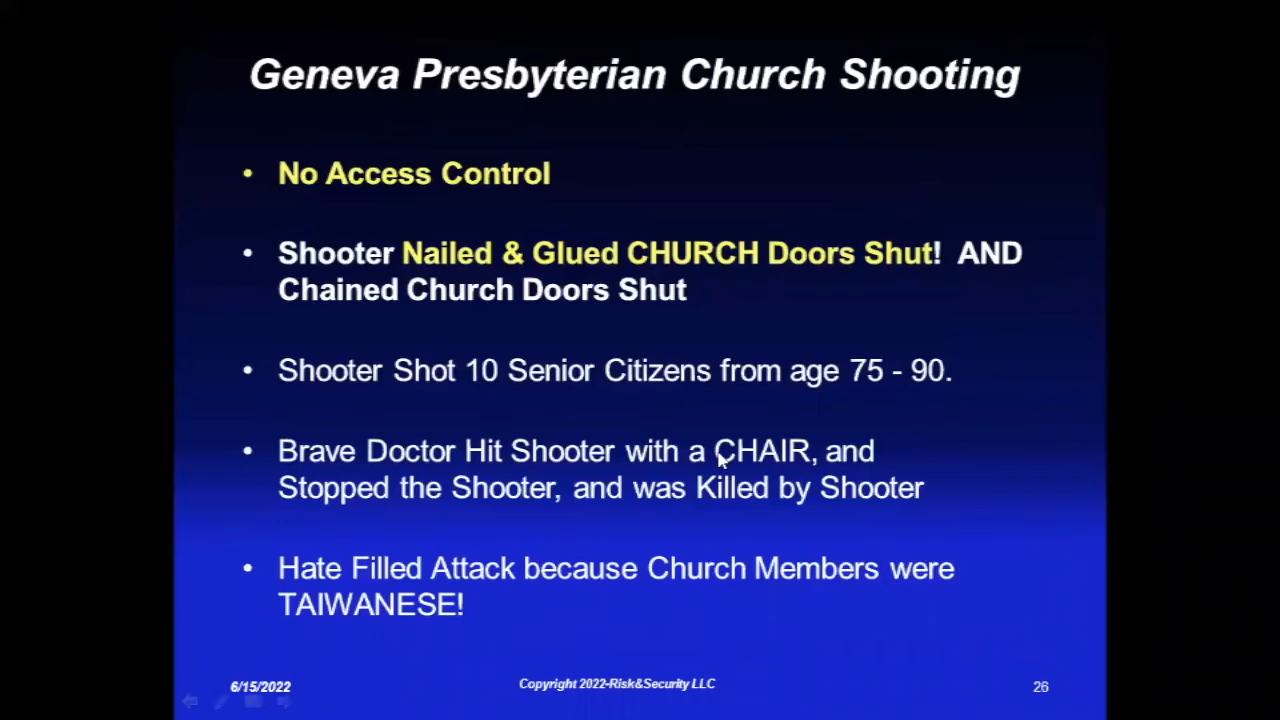 Geneva Presbyterian Church Shooting
• No Access Control
• Shooter Nailed & Glued CHURCH Doors Shut! AND
Chained Church Doors Shut
• Shooter Shot 10 Senior Citizens from age 75 - 90.
• Brave Doctor Hit Shooter with a CHAIR, and
Stopped the Shooter, and was Killed by Shooter
• Hate Filled Attack because Church Members were
TAIWANESE!
6/15/2022
Copyright 2022-Risk&Security LLC
26